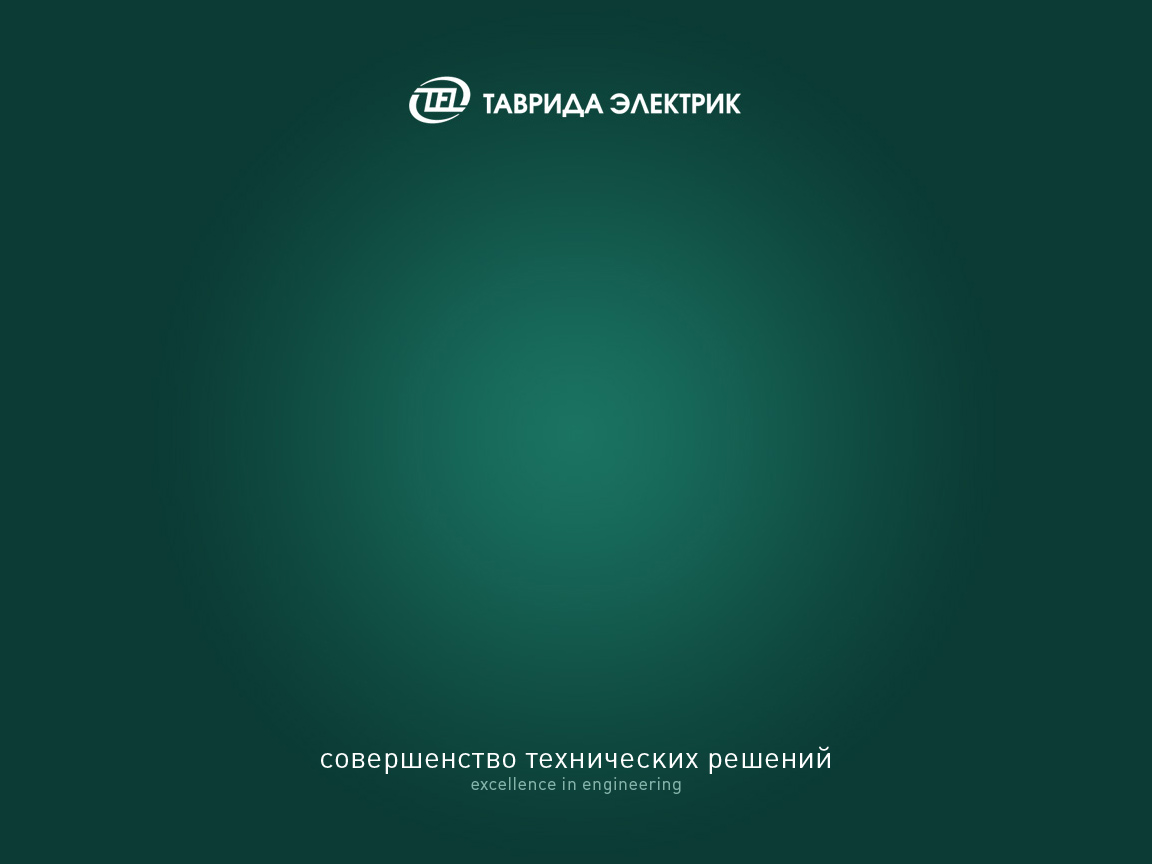 TEL ТАВРИДА ЭЛЕКТРИК
совершенство технических решений
excellence in engineering